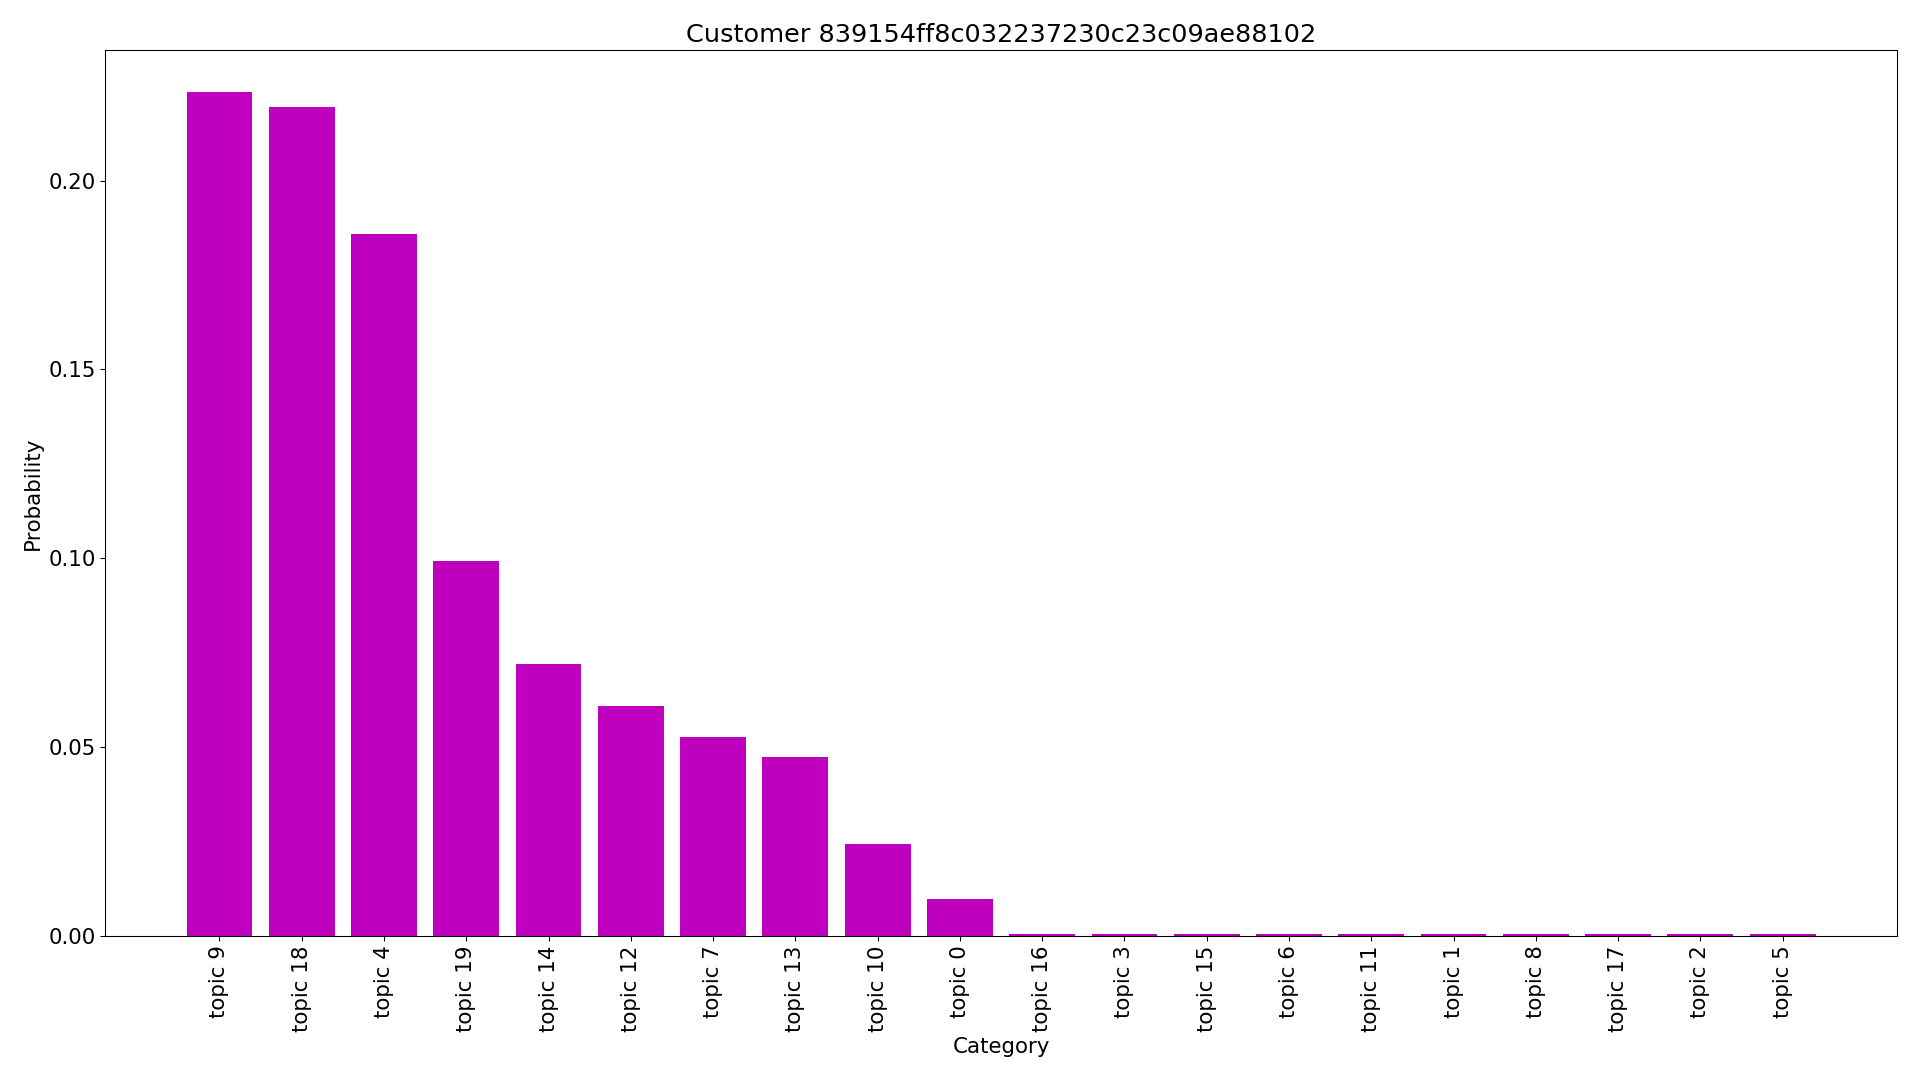 Customer 839154ff8c032237230c23c09ae88102
Probability
0.20
0.15
0.10
0.05
0.00
topic 9
topic 18
topic 4
topic 19
topic 14
topic 12
topic 7
topic 13
topic 10
topic 0
topic 16
topic 3
topic 15
topic 6
topic 11
topic 1
topic 8
topic 17
topic 2
topic 5
Category